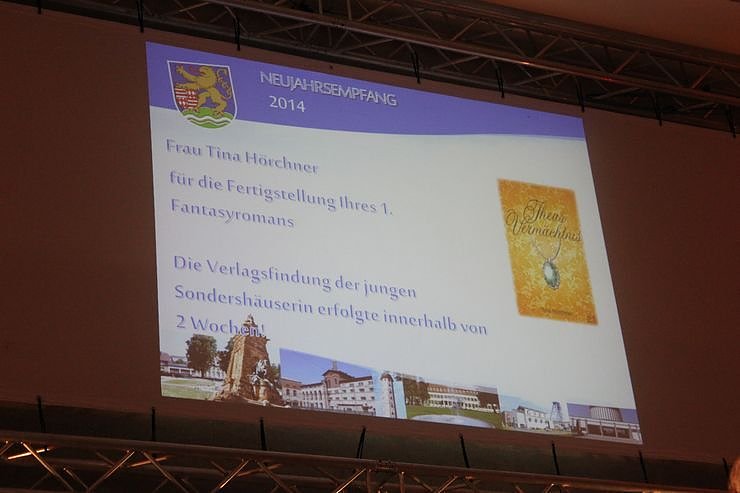 NEUJAHRSEMPFANG
2014
Frau Tina Hörchner
für die Fertigstellung Ihres 1.
Fantasyromans
Theas
Vermächtnis
Die Verlagsfindung der jungen
Sondershäuserin erfolgte innerhalb von
2 Wochen!